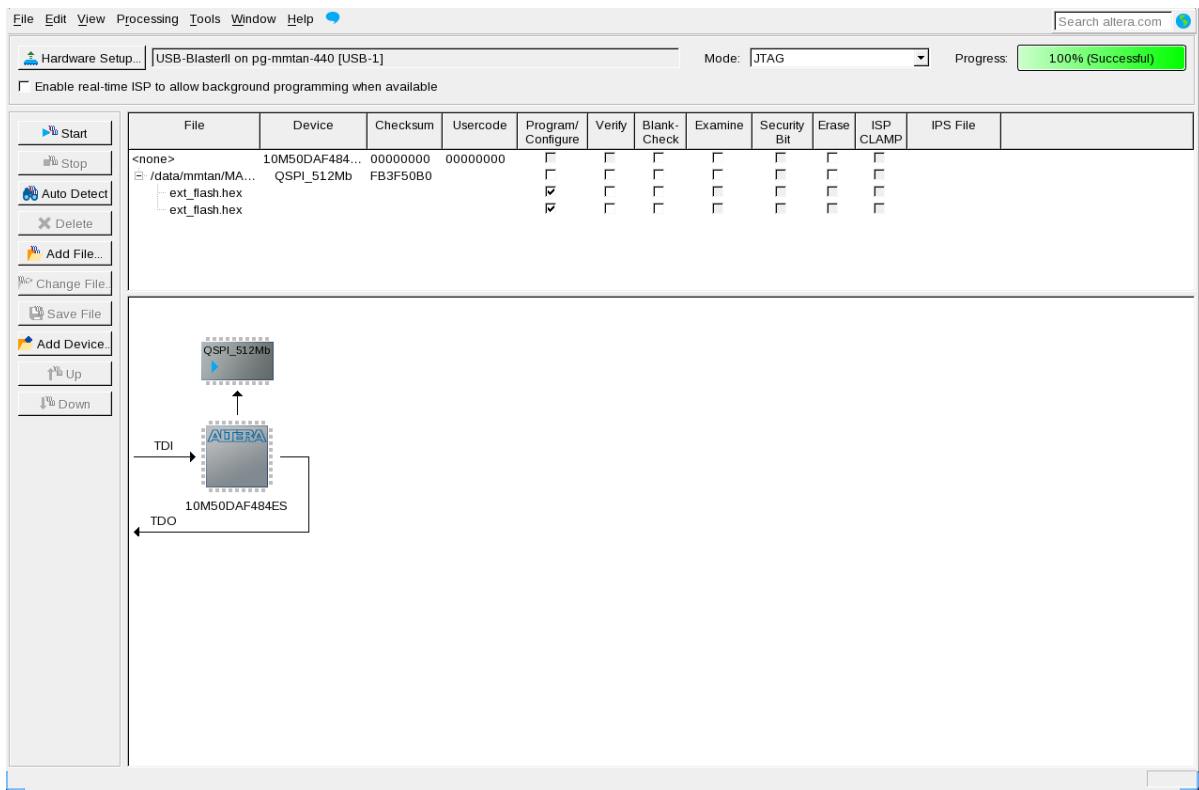 File Edit View Processing Tools Window Help
Search altera.com
Hardware Setup... USB-BlasterII on pg-mmtan-440 [USB-1] Mode: JTAG Progress: 100% (Successful)
Enable real-time ISP to allow background programming when available
Start
Stop
Auto Detect
Delete
Add File...
Change File..
Save File
Add Device..
Up
Down
File Device Checksum Usercode Program/ Configure Verify Blank- Check Examine Security Bit Erase ISP CLAMP IPS File
<none> 10M50DAF484... 00000000 00000000
/data/mmtan/MA... QSPI_512Mb FB3F50B0
ext_flash.hex
ext_flash.hex
QSPI_512Mb
ALTERA
TDI
10M50DAF484ES
TDO